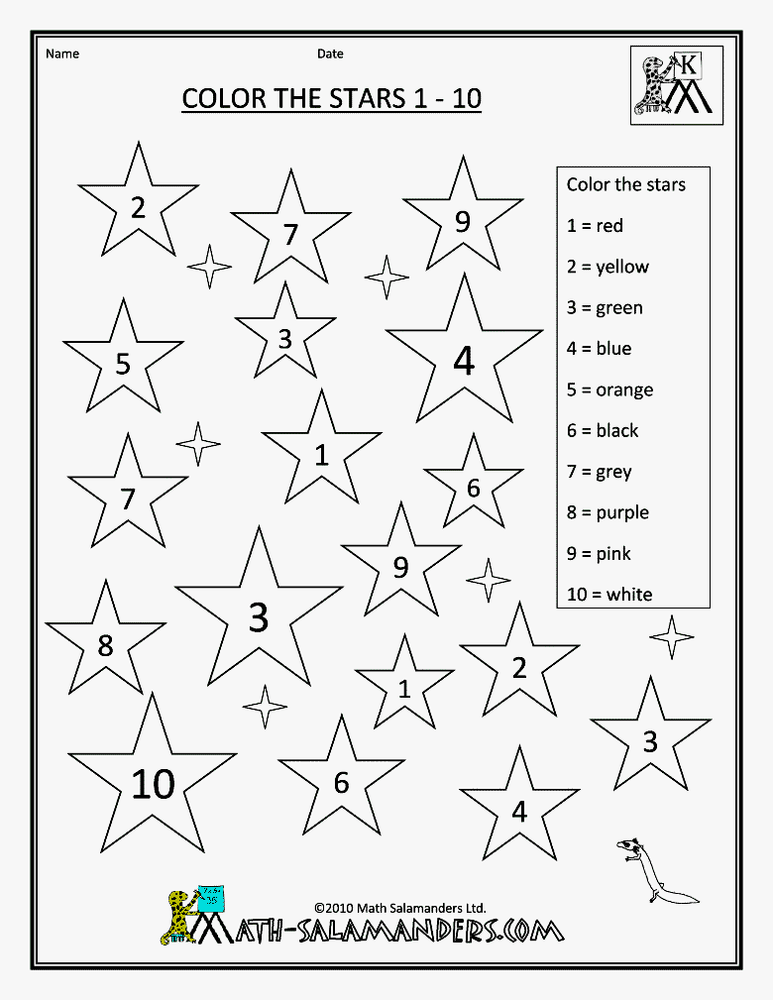 Name Date
K
COLOR THE STARS 1 - 10
2
7
9
Color the stars
1 = red
2 = yellow
3 = green
4 = blue
5 = orange
6 = black
7 = grey
8 = purple
9 = pink
10 = white
5
3
4
7
1
6
8
3
9
1
2
10
6
4
3
©2010 Math Salamanders Ltd.
MATH-SALAMANDERS.COM